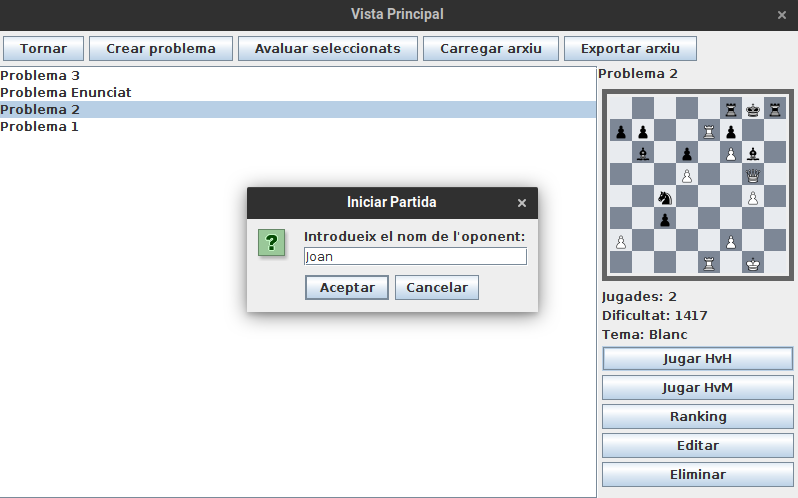 Vista Principal
Tornar
Crear problema
Avaluar seleccionats
Carregar arxiu
Exportar arxiu
Problema 3
Problema Enunciat
Problema 2
Problema 1
Problema 2
Iniciar Partida
?
Introdueix el nom de l'oponent:
Joan
Aceptar
Cancelar
Jugades: 2
Dificultat: 1417
Tema: Blanc
Jugar HvH
Jugar HvM
Ranking
Editar
Eliminar